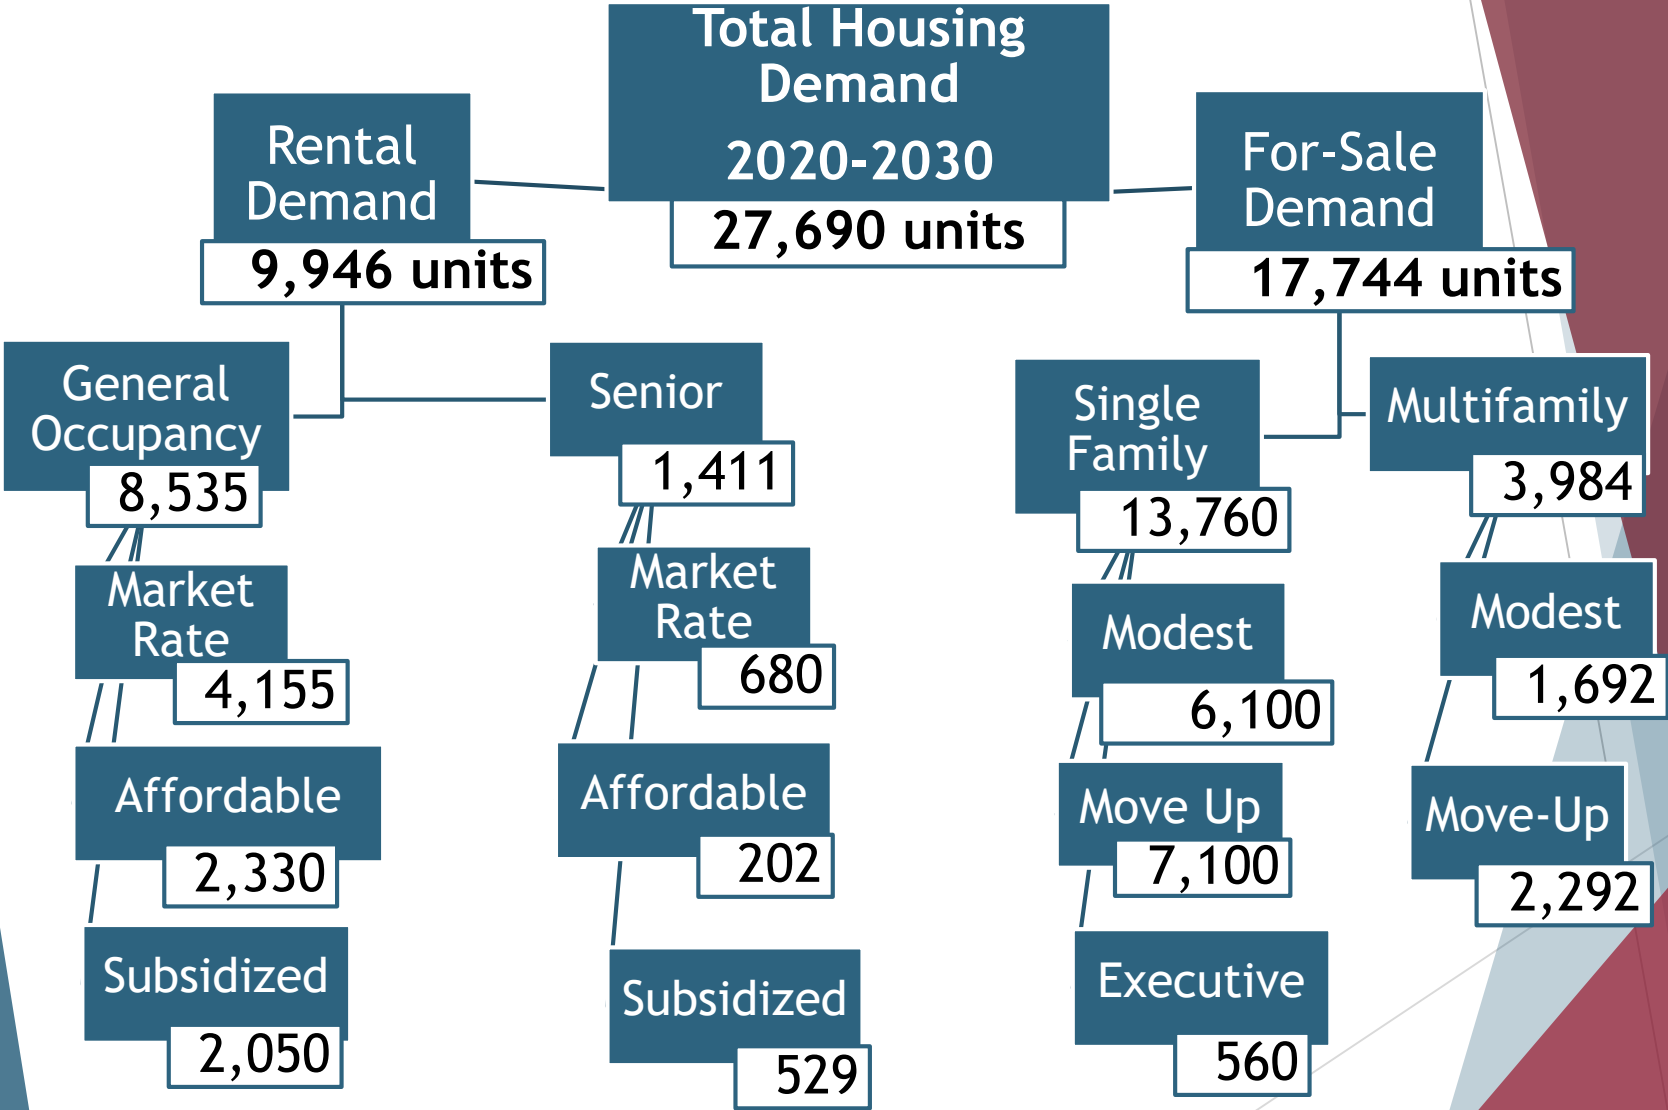 Total Housing
Demand
2020-2030
27,690 units
Rental
Demand
9,946 units
For-Sale
Demand
17,744 units
General
Occupancy
8,535
Market
Rate
4,155
Affordable
2,330
Subsidized
2,050
Senior
1,411
Market
Rate
680
Affordable
202
Subsidized
529
Single
Family
13,760
Modest
6,100
Move Up
7,100
Executive
560
Multifamily
3,984
Modest
1,692
Move-Up
2,292